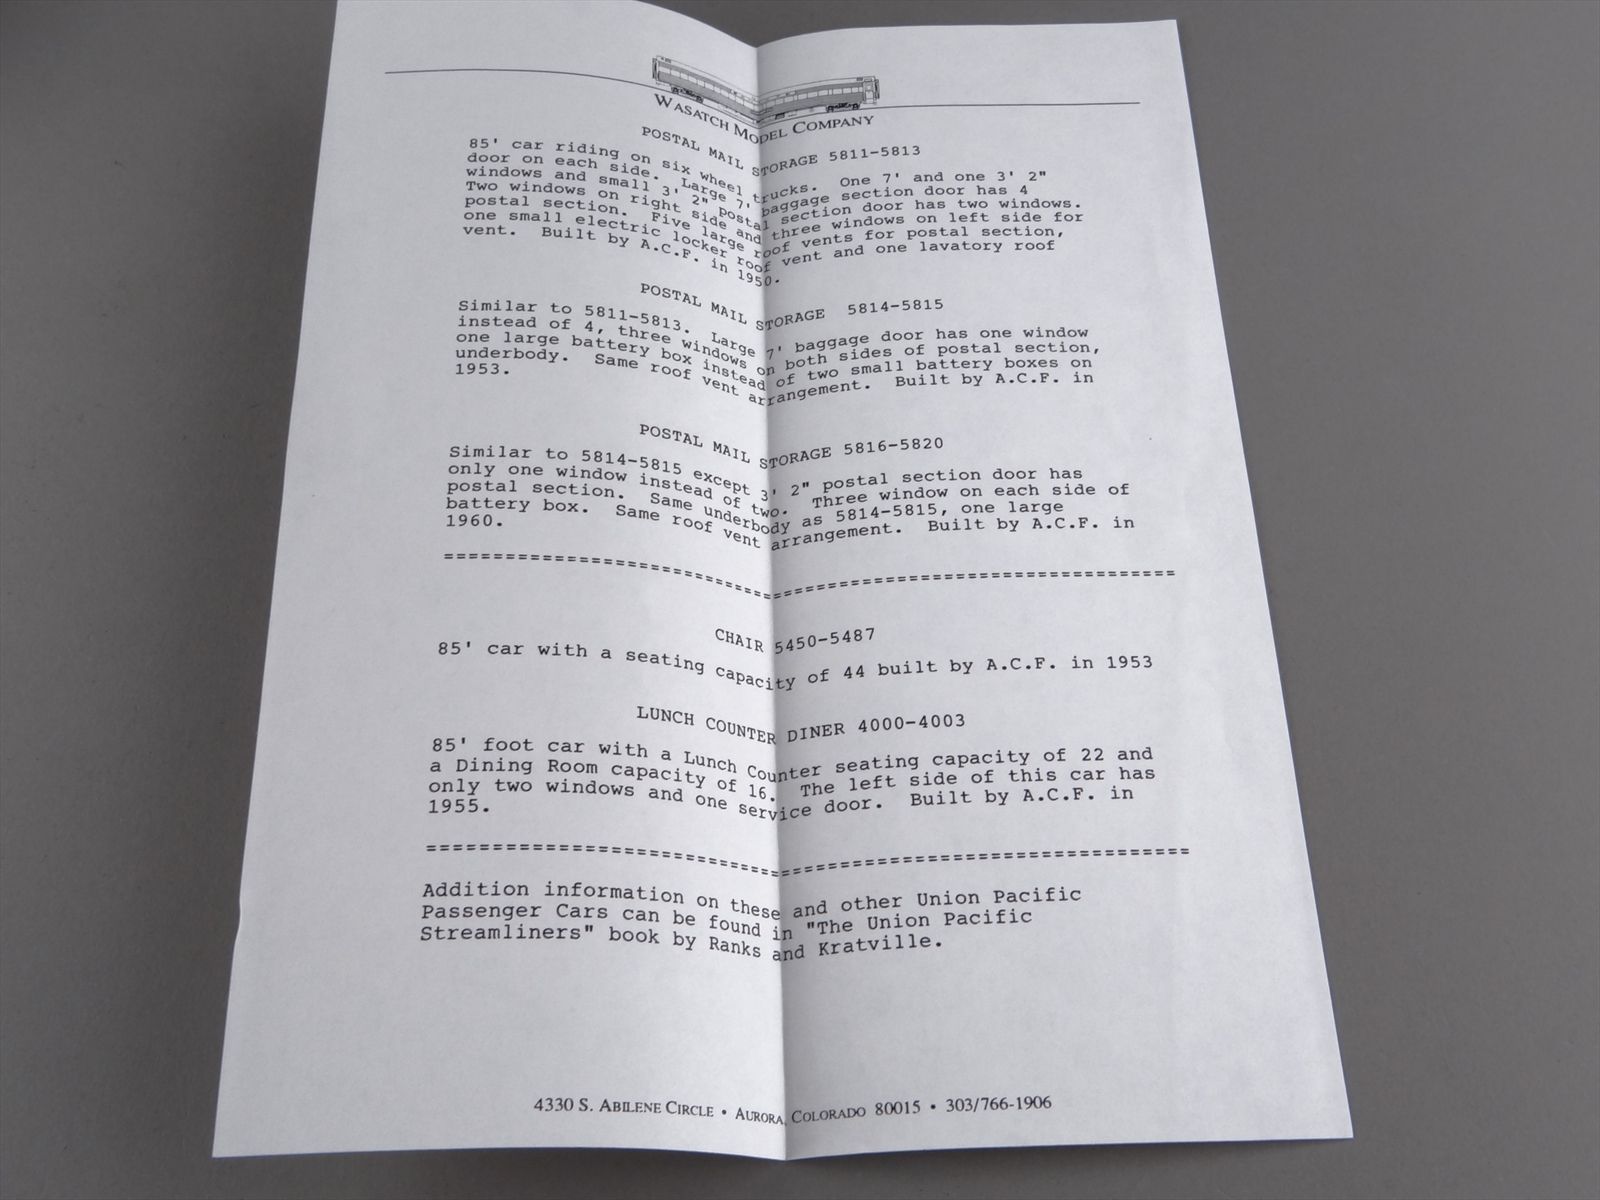 WASATCH MODEL COMPANY
POSTAL MAIL STORAGE 5811-5813
85' car riding on six wheel trucks.  One 7' and one 3' 2"
door on each side.  Large 7' baggage section door has 4
windows and small 3' 2" postal section door has two windows.
Two windows on right side and three windows on left side for
postal section.  Five large roof vents for postal section,
one small electric locker roof vent and one lavatory roof
vent.  Built by A.C.F. in 1950.
POSTAL MAIL STORAGE  5814-5815
Similar to 5811-5813.  Large 7' baggage door has one window
instead of 4, three windows on both sides of postal section,
one large battery box instead of two small battery boxes on
underbody.  Same roof vent arrangement.  Built by A.C.F. in
1953.
POSTAL MAIL STORAGE 5816-5820
Similar to 5814-5815 except 3' 2" postal section door has
only one window instead of two.  Three window on each side of
postal section.  Same underbody as 5814-5815, one large
battery box.  Same roof vent arrangement.  Built by A.C.F. in
1960.
CHAIR 5450-5487
85' car with a seating capacity of 44 built by A.C.F. in 1953
LUNCH COUNTER DINER 4000-4003
85' foot car with a Lunch Counter seating capacity of 22 and
a Dining Room capacity of 16.  The left side of this car has
only two windows and one service door.  Built by A.C.F. in
1955.
Addition information on these and other Union Pacific
Passenger Cars can be found in "The Union Pacific
Streamliners" book by Ranks and Kratville.
4330 S. ABILENE CIRCLE • AURORA, COLORADO 80015 • 303/766-1906